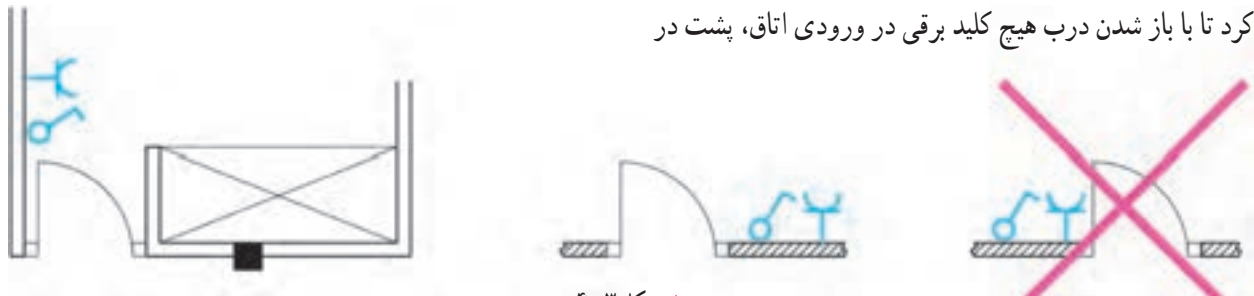 کرد تا با باز شدن درب هیچ کلید برقی در ورودی اتاق، پشت در